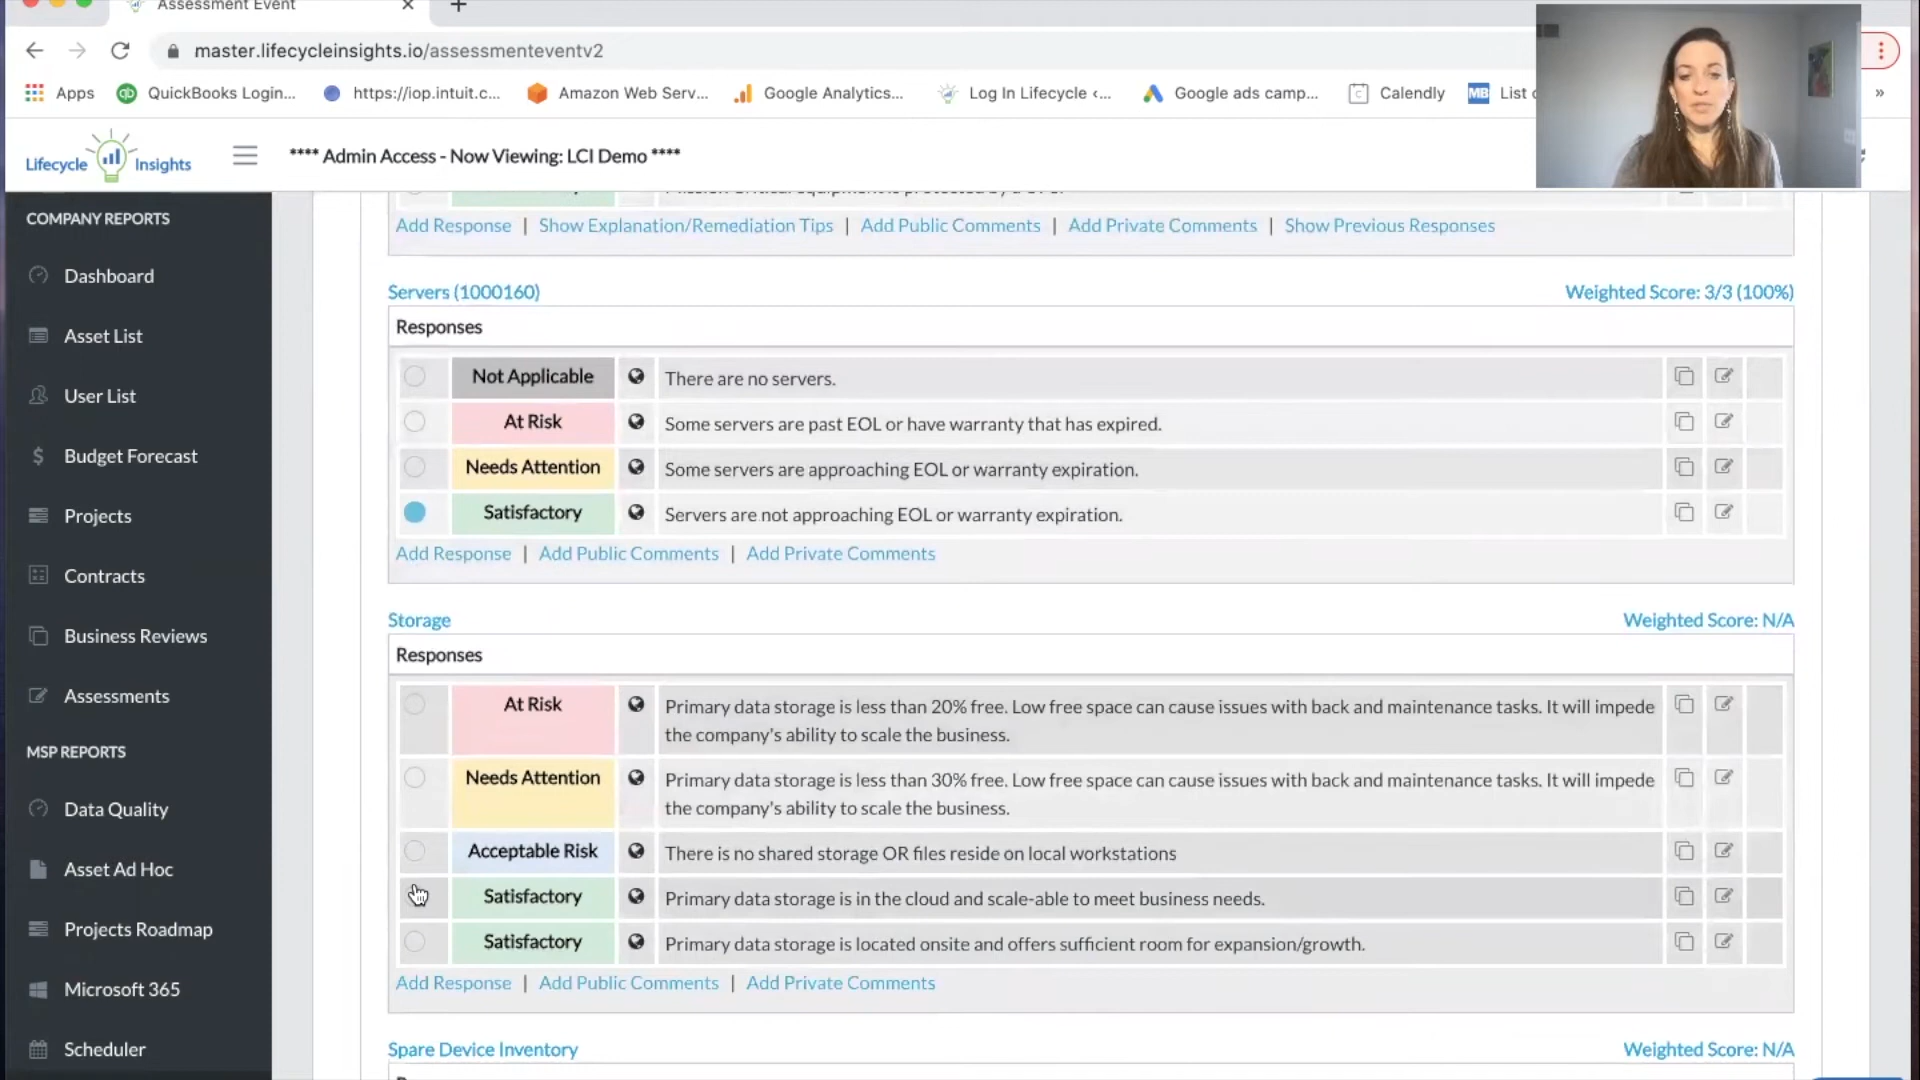 Assessment Event
master.lifecycleinsights.io/assessmenteventv2
Apps
QuickBooks Login...
https://iop.intuit.c...
Amazon Web Serv...
Google Analytics...
Log In Lifecycle ‹...
Google ads camp...
Calendly
MB List
»
Lifecycle Insights
**** Admin Access - Now Viewing: LCI Demo ****
COMPANY REPORTS
Dashboard
Asset List
User List
Budget Forecast
Projects
Contracts
Business Reviews
Assessments
MSP REPORTS
Data Quality
Asset Ad Hoc
Projects Roadmap
Microsoft 365
Scheduler
Add Response | Show Explanation/Remediation Tips | Add Public Comments | Add Private Comments | Show Previous Responses
Servers (1000160)
Weighted Score: 3/3 (100%)
Responses
Not Applicable There are no servers.
At Risk Some servers are past EOL or have warranty that has expired.
Needs Attention Some servers are approaching EOL or warranty expiration.
Satisfactory Servers are not approaching EOL or warranty expiration.
Add Response | Add Public Comments | Add Private Comments
Storage
Weighted Score: N/A
Responses
At Risk Primary data storage is less than 20% free. Low free space can cause issues with back and maintenance tasks. It will impede
the company's ability to scale the business.
Needs Attention Primary data storage is less than 30% free. Low free space can cause issues with back and maintenance tasks. It will impede
the company's ability to scale the business.
Acceptable Risk There is no shared storage OR files reside on local workstations
Satisfactory Primary data storage is in the cloud and scale-able to meet business needs.
Satisfactory Primary data storage is located onsite and offers sufficient room for expansion/growth.
Add Response | Add Public Comments | Add Private Comments
Spare Device Inventory
Weighted Score: N/A